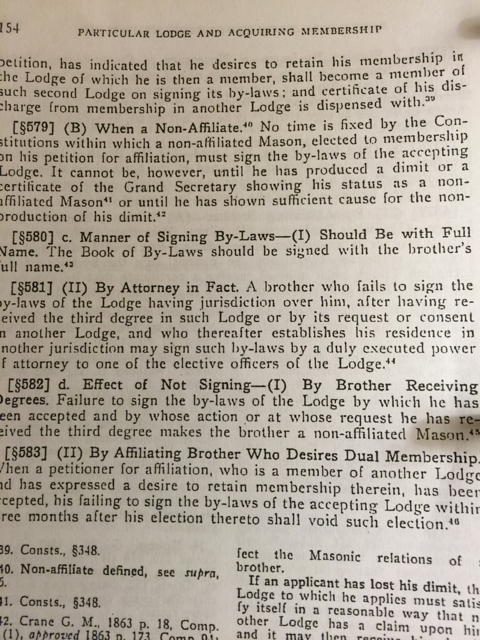 154 PARTICULAR LODGE AND ACQUIRING MEMBERSHIP
petition, has indicated that he desires to retain his membership in
the Lodge of which he is then a member, shall become a member of
such second Lodge on signing its by-laws; and certificate of his dis-
charge from membership in another Lodge is dispensed with.³⁹
[§579] (B) When a Non-Affiliate.⁴⁰ No time is fixed by the Con-
stitutions within which a non-affiliated Mason, elected to membership
on his petition for affiliation, must sign the by-laws of the accepting
Lodge. It cannot be, however, until he has produced a dimit or a
certificate of the Grand Secretary showing his status as a non-
affiliated Mason⁴¹ or until he has shown sufficient cause for the non-
production of his dimit.⁴²
[§580] c. Manner of Signing By-Laws—(I) Should Be with Full
Name. The Book of By-Laws should be signed with the brother's
full name.⁴³
[§581] (II) By Attorney in Fact. A brother who fails to sign the
by-laws of the Lodge having jurisdiction over him, after having re-
ceived the third degree in such Lodge or by its request or consent
in another Lodge, and who thereafter establishes his residence in
another jurisdiction may sign such by-laws by a duly executed power
of attorney to one of the elective officers of the Lodge.⁴⁴
[§582] d. Effect of Not Signing—(I) By Brother Receiving
Degrees. Failure to sign the by-laws of the Lodge by which he has
been accepted and by whose action or at whose request he has re-
ceived the third degree makes the brother a non-affiliated Mason.⁴⁵
[§583] (II) By Affiliating Brother Who Desires Dual Membership.
When a petitioner for affiliation, who is a member of another Lodge
and has expressed a desire to retain membership therein, has been
accepted, his failing to sign the by-laws of the accepting Lodge within
three months after his election thereto shall void such election.⁴⁶
39. Consts., §348.
40. Non-affiliate defined, see supra,
41. Consts., §348.
42. Crane G. M., 1863 p. 18, Comp.
approved 1863 p. 173, Comp.
fect the Masonic relations of
brother.
If an applicant has lost his dimit,
Lodge to which he applies must satis-
fy itself in a reasonable way that no
other Lodge has a claim upon him
and it may then